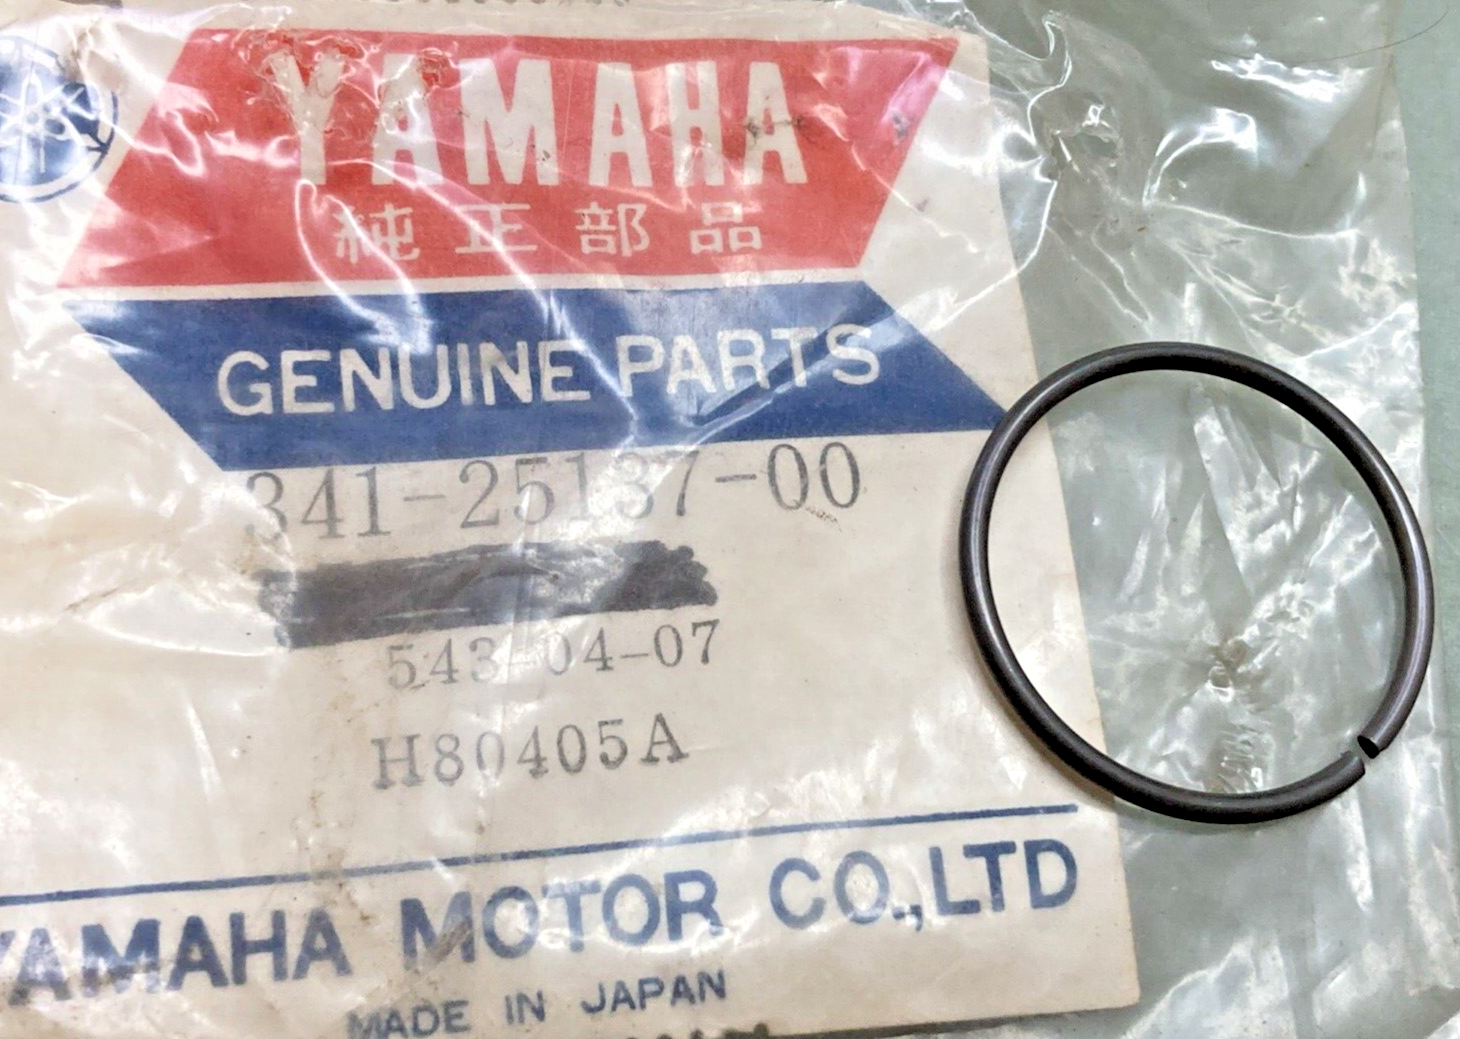 YAMAHA
純正部品
GENUINE PARTS
341-25137-00
543-04-07
H80405A
YAMAHA MOTOR CO.,LTD
MADE IN JAPAN